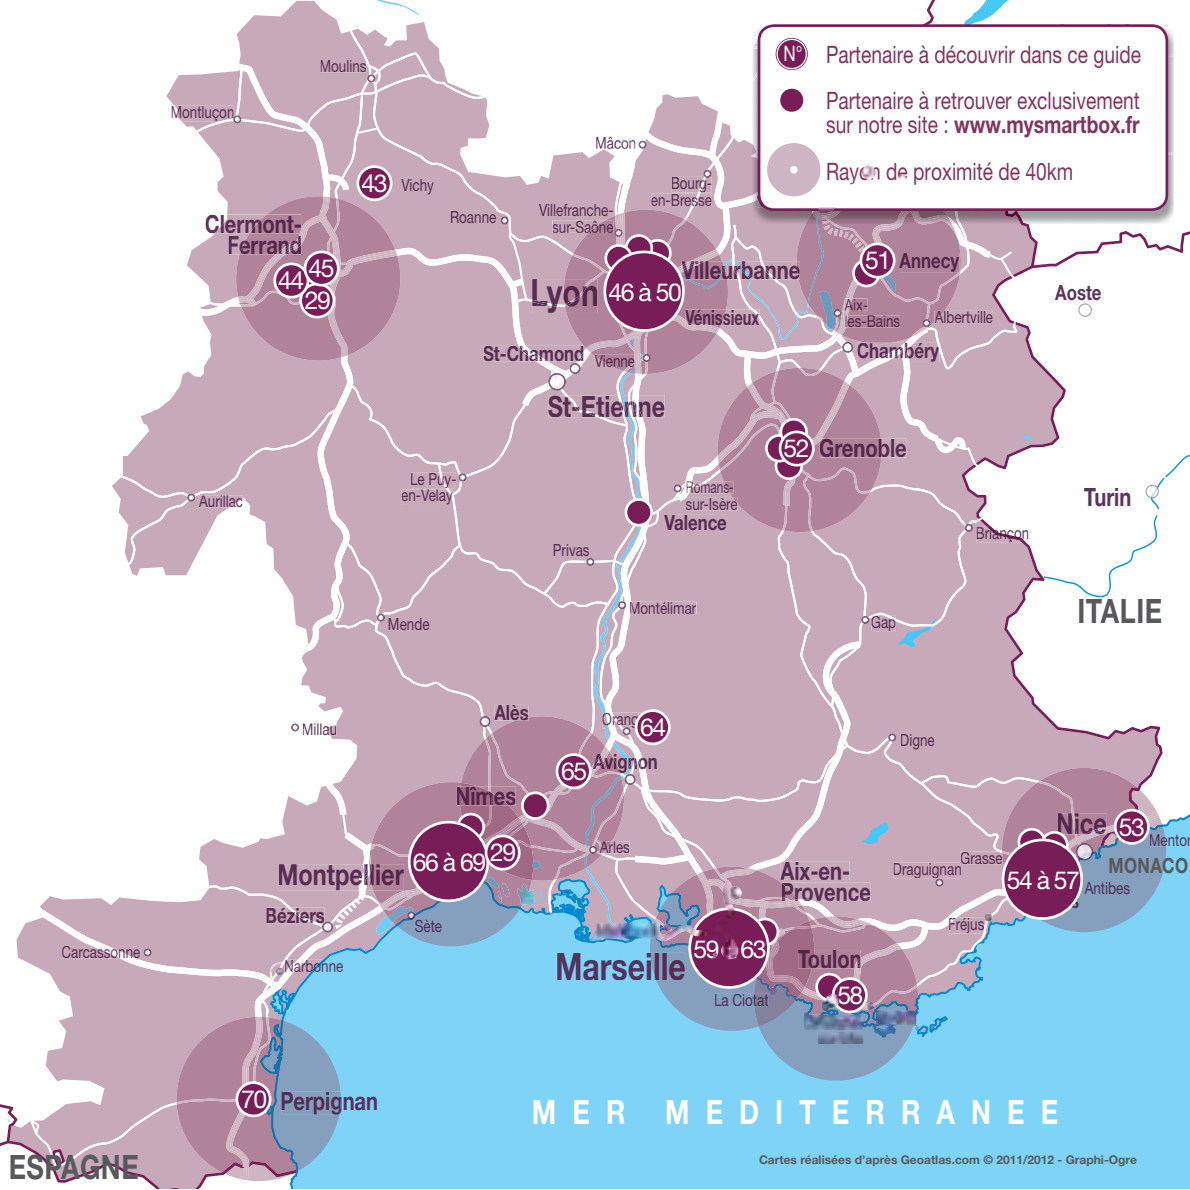 N°
Partenaire à découvrir dans ce guide
Partenaire à retrouver exclusivement
sur notre site : www.mysmartbox.fr
Rayon de proximité de 40km
Moulins
Montluçon
43
Vichy
Mâcon
Bourg-
en-Bresse
Roanne
Villefranche-
sur-Saône
Clermont-
Ferrand
44
45
29
Lyon
46 à 50
Villeurbanne
Vénissieux
51
Annecy
Aix-
les-Bains
Albertville
Chambéry
Aoste
St-Chamond
Vienne
St-Etienne
52
Grenoble
Le Puy-
en-Velay
Aurillac
Romans-
sur-Isère
Valence
Turin
Briançon
Privas
Montélimar
ITALIE
Mende
Gap
Millau
Alès
64
65
Avignon
Digne
Nîmes
66 à 69
29
Montpellier
Arles
Nice
53
Menton
MONACO
Grasse
54 à 57
Antibes
Draguignan
Fréjus
Aix-en-
Provence
Béziers
Sète
Carcassonne
Narbonne
Marseille
59 à 63
La Ciotat
Toulon
58
70
Perpignan
MER MEDITERRANEE
ESPAGNE
Cartes réalisées d'après Geoatlas.com © 2011/2012 - Graphi-Ogre